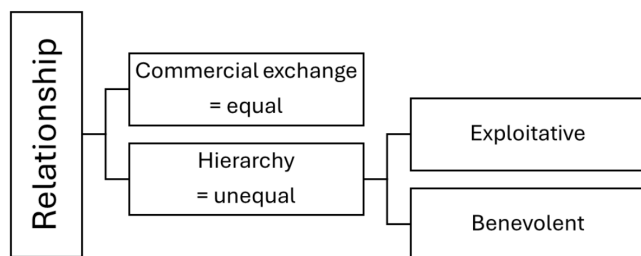 Relationship
Commercial exchange
= equal
Hierarchy
= unequal
Exploitative
Benevolent